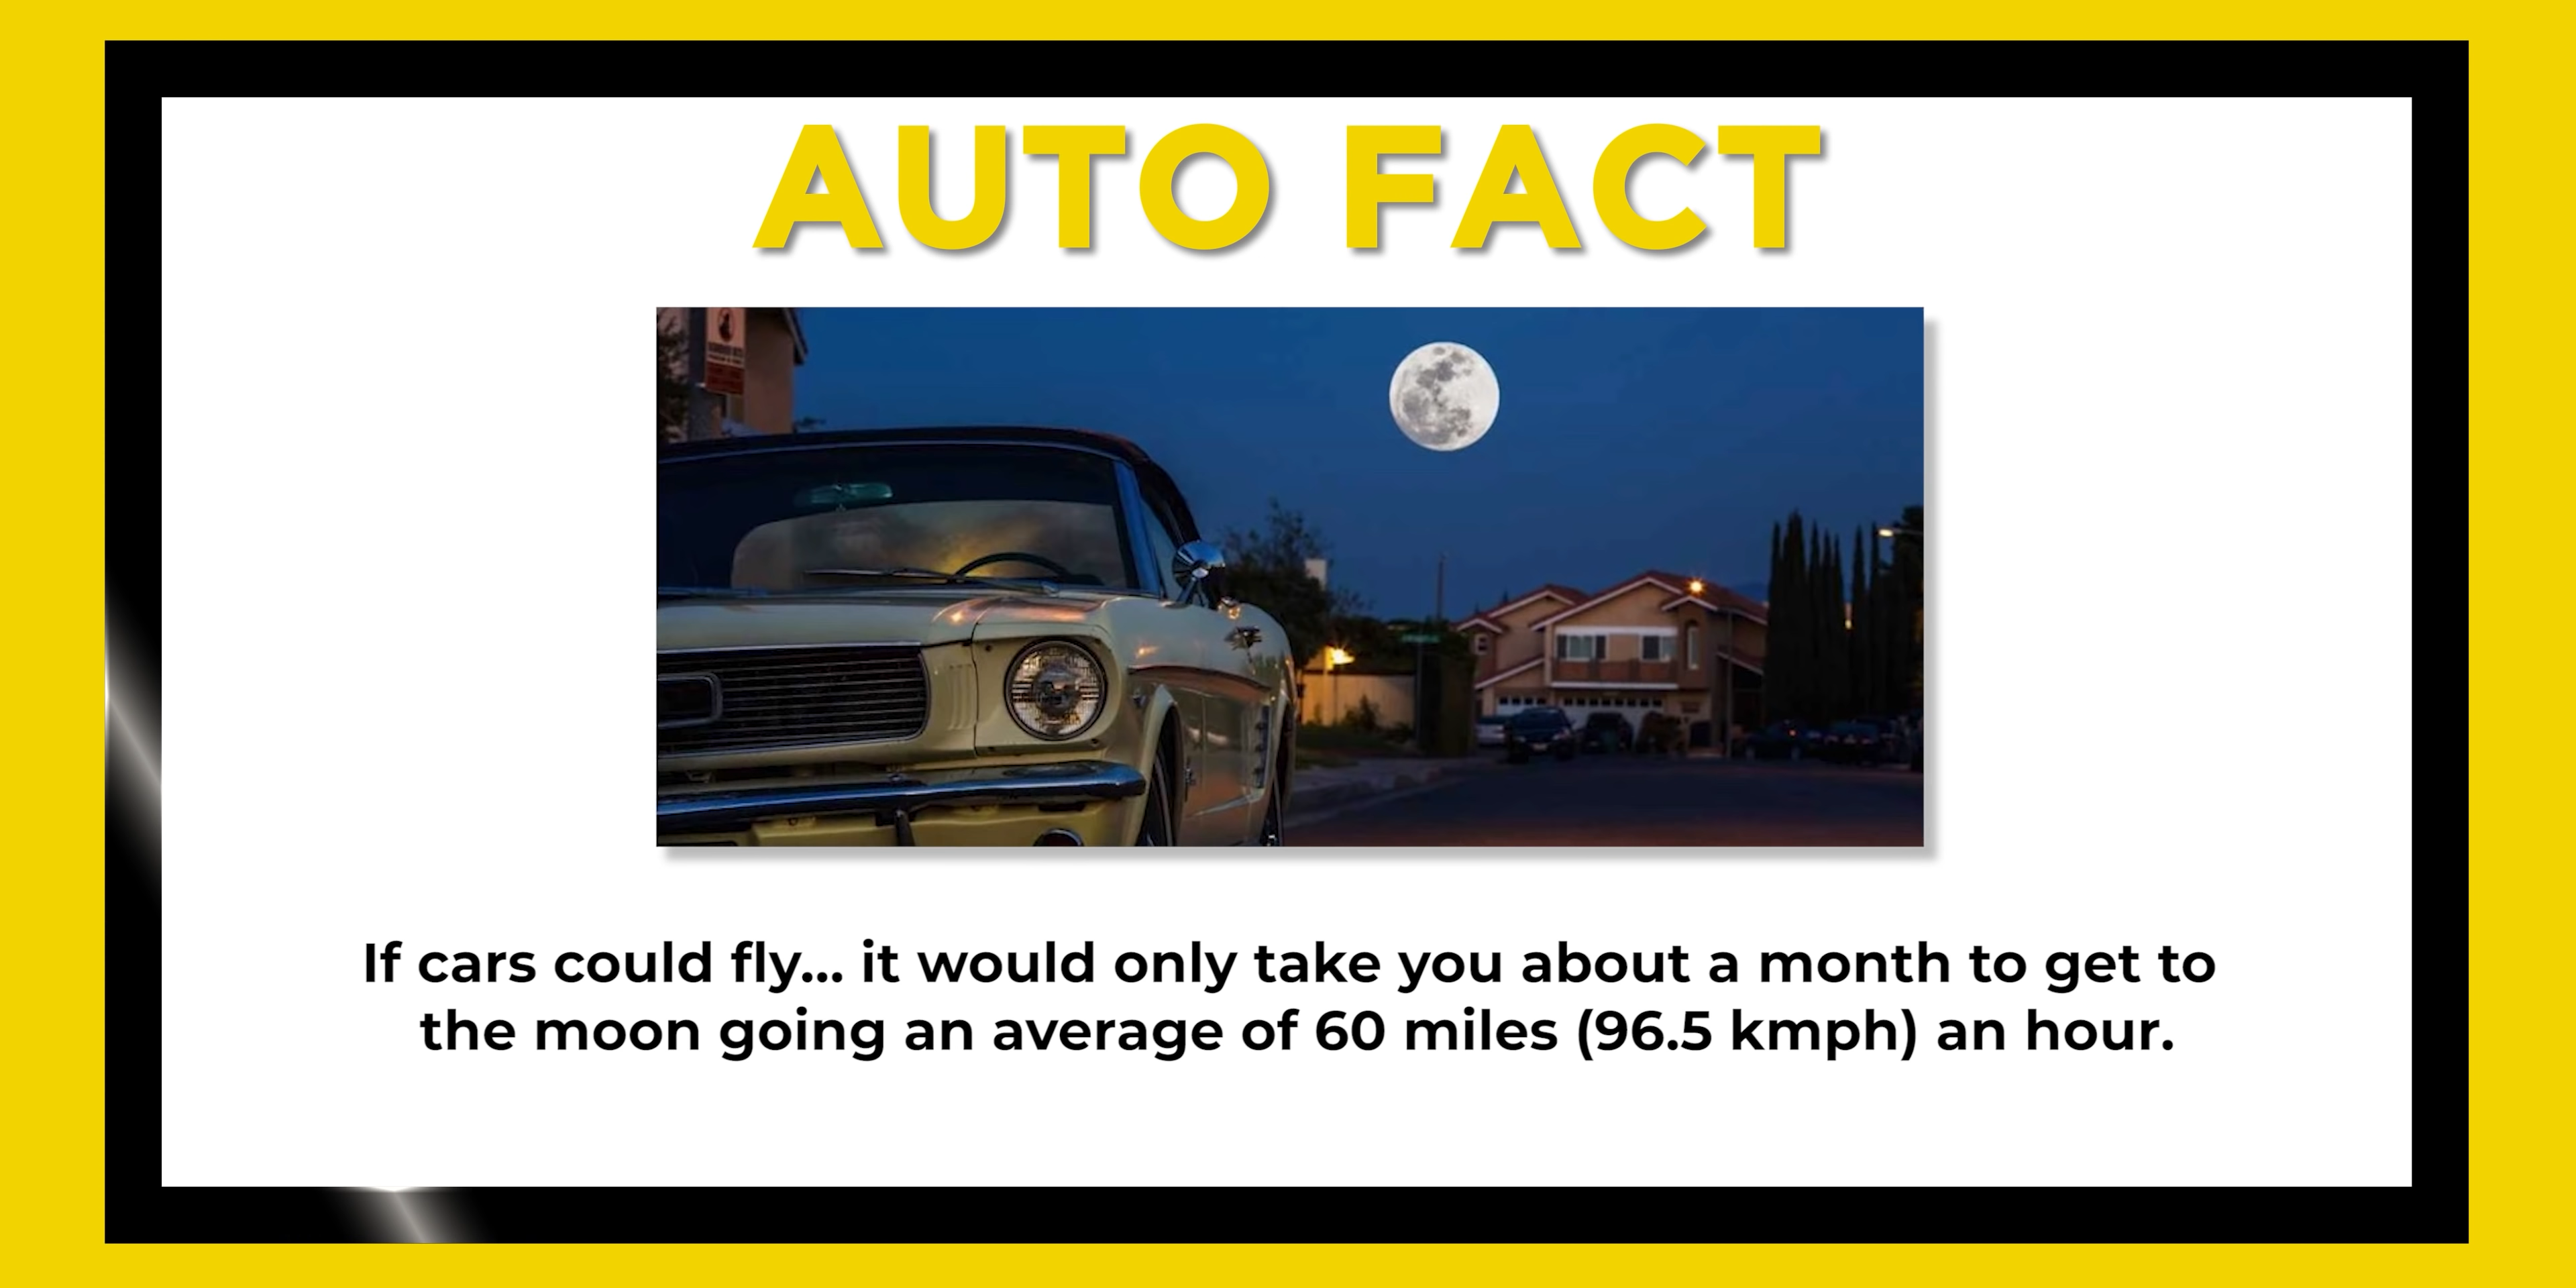 AUTO FACT
If cars could fly... it would only take you about a month to get to
the moon going an average of 60 miles (96.5 kmph) an hour.